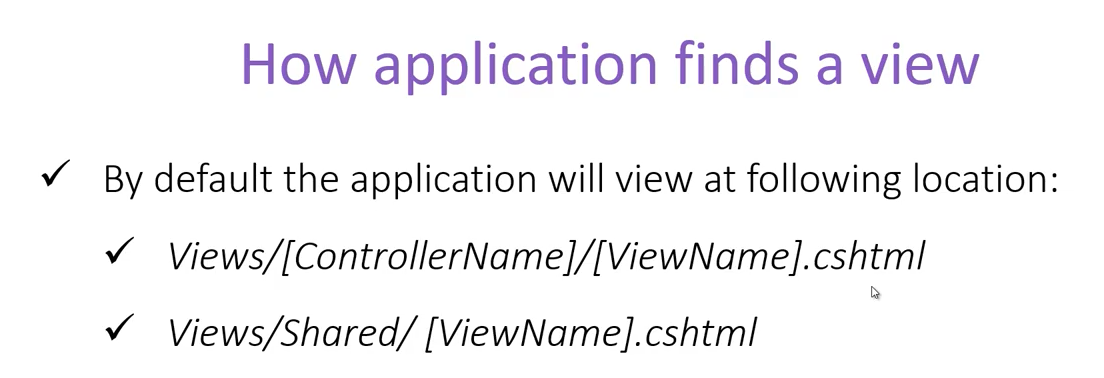 How application finds a view
By default the application will view at following location:
Views/[ControllerName]/[ViewName].cshtml
Views/Shared/ [ViewName].cshtml